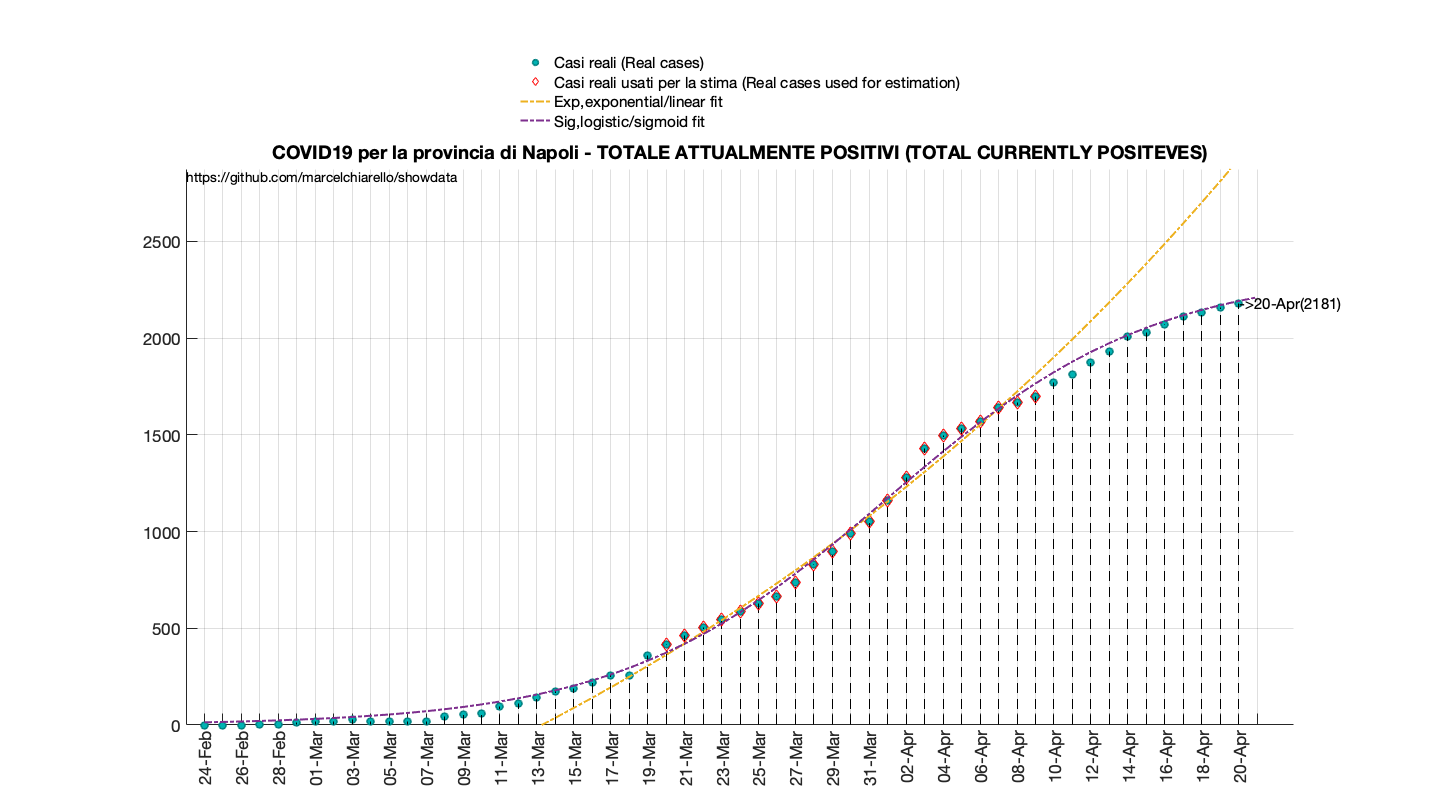 Casi reali (Real cases)
Casi reali usati per la stima (Real cases used for estimation)
Exp,exponential/linear fit
Sig,logistic/sigmoid fit
COVID19 per la provincia di Napoli - TOTALE ATTUALMENTE POSITIVI (TOTAL CURRENTLY POSITEVES)
https://github.com/marcelchiarello/showdata
2500
2000
1500
1000
500
0
->20-Apr(2181)
24-Feb
26-Feb
28-Feb
01-Mar
03-Mar
05-Mar
07-Mar
09-Mar
11-Mar
13-Mar
15-Mar
17-Mar
19-Mar
21-Mar
23-Mar
25-Mar
27-Mar
29-Mar
31-Mar
02-Apr
04-Apr
06-Apr
08-Apr
10-Apr
12-Apr
14-Apr
16-Apr
18-Apr
20-Apr